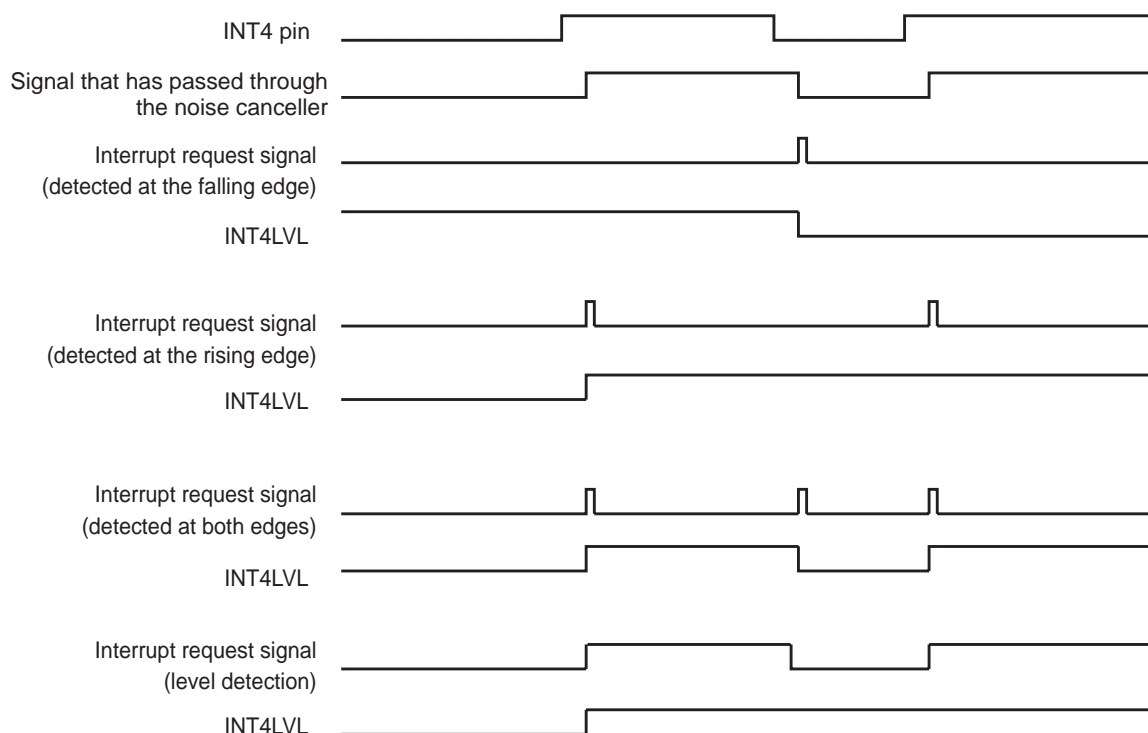 INT4 pin
Signal that has passed through
the noise canceller
Interrupt request signal
(detected at the falling edge)
INT4LVL
Interrupt request signal
(detected at the rising edge)
INT4LVL
Interrupt request signal
(detected at both edges)
INT4LVL
Interrupt request signal
(level detection)
INT4LVL